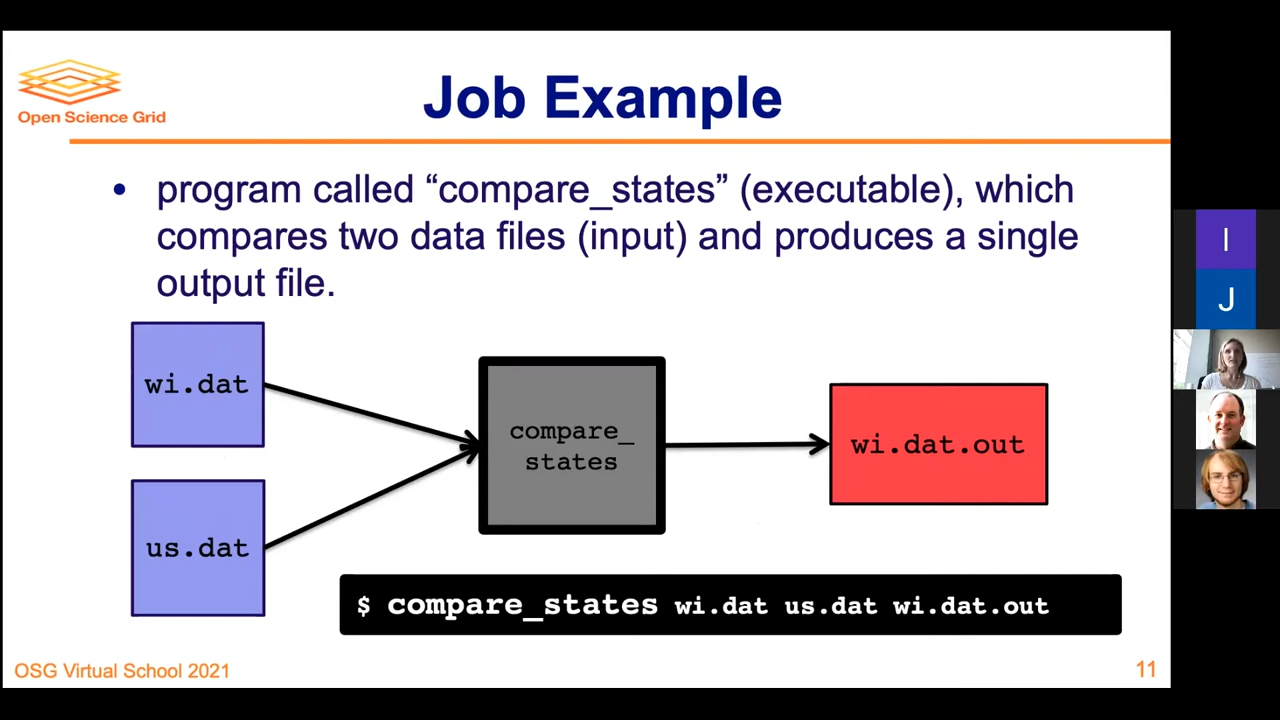 Open Science Grid
Job Example
• program called “compare_states” (executable), which
compares two data files (input) and produces a single
output file.
wi.dat
us.dat
compare_
states
wi.dat.out
$ compare_states wi.dat us.dat wi.dat.out
OSG Virtual School 2021
11
I
J